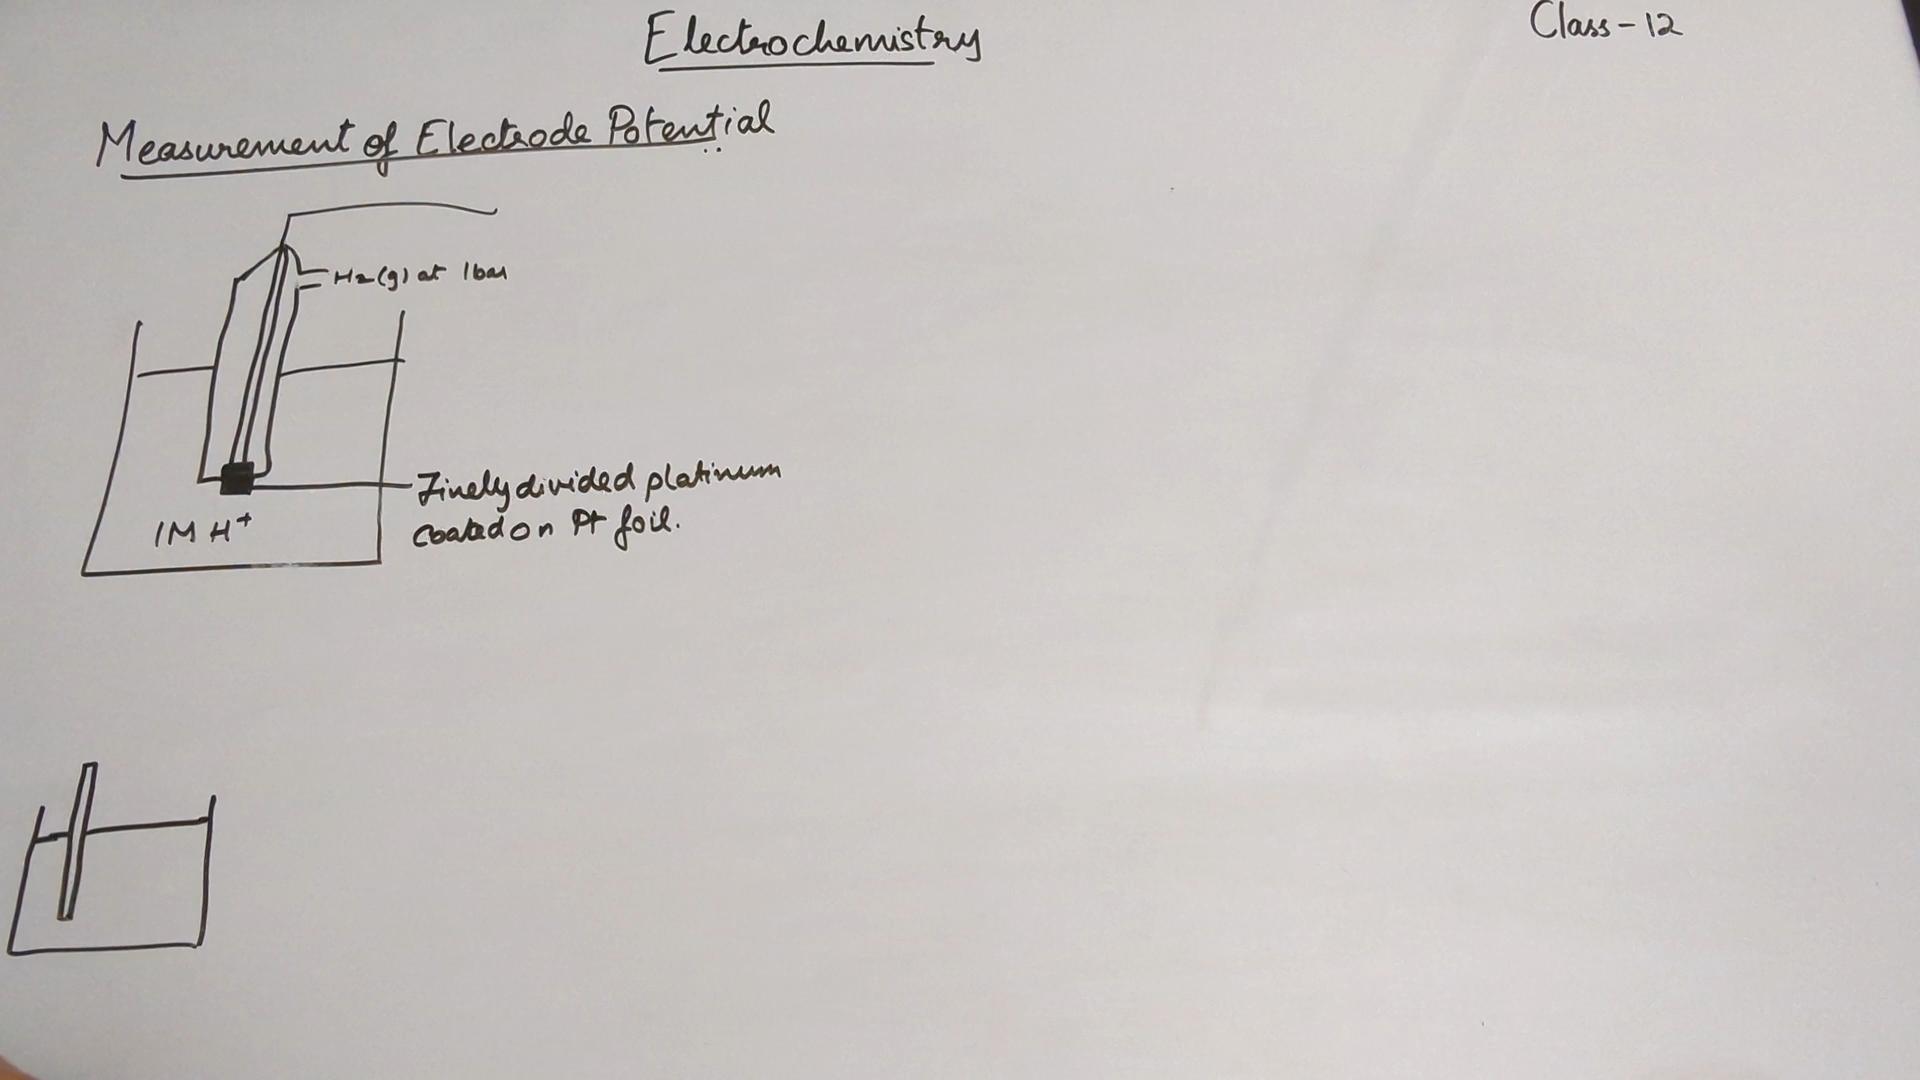 Electrochemistry
Class-12
Measurement of Electrode Potential
H2(g) at 1bar
Finely divided platinum
coated on Pt foil.
1M H+